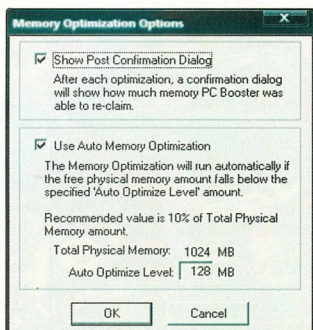 Memory Optimization Options
X
Show Post Confirmation Dialog
After each optimization, a confirmation dialog
will show how much memory PC Booster was
able to re-claim.
Use Auto Memory Optimization
The Memory Optimization will run automatically if
the free physical memory amount falls below the
specified 'Auto Optimize Level' amount.
Recommended value is 10% of Total Physical
Memory amount.
Total Physical Memory: 1024 MB
Auto Optimize Level: 128 MB
OK Cancel